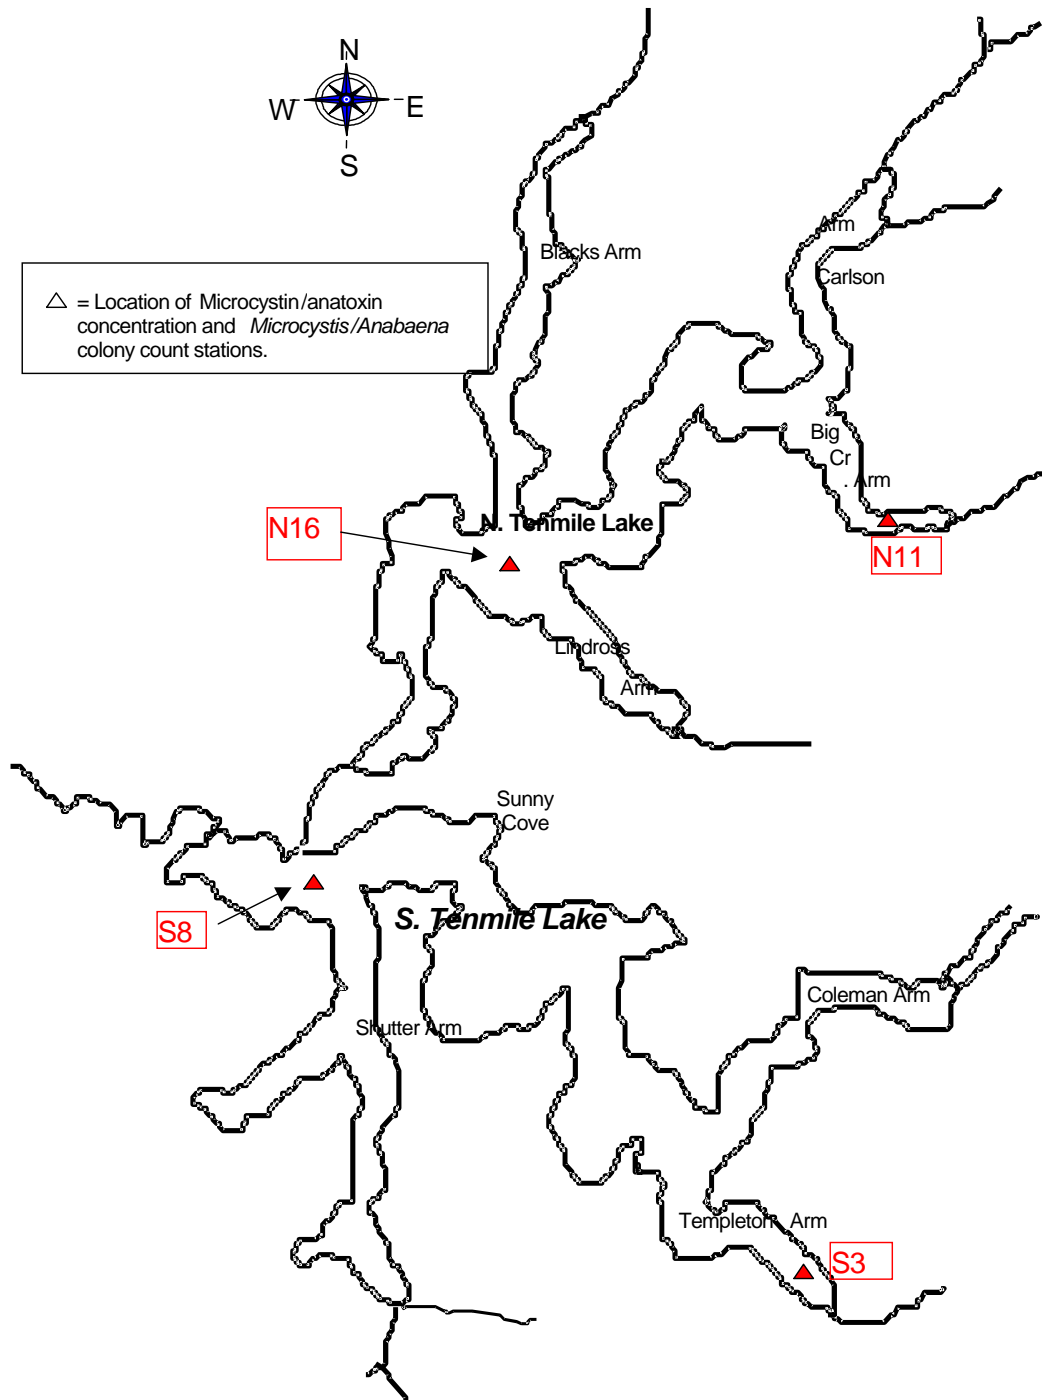 N
W E
S
Blacks Arm
Arm
Carlson
= Location of Microcystin/anatoxin
concentration and Microcystis/Anabaena
colony count stations.
Big
Cr
. Arm
N16
N. Tenmile Lake
N11
Lindross
Arm
Sunny
Cove
S8
S. Tenmile Lake
Coleman Arm
Shutter Arm
Templeton Arm
S3